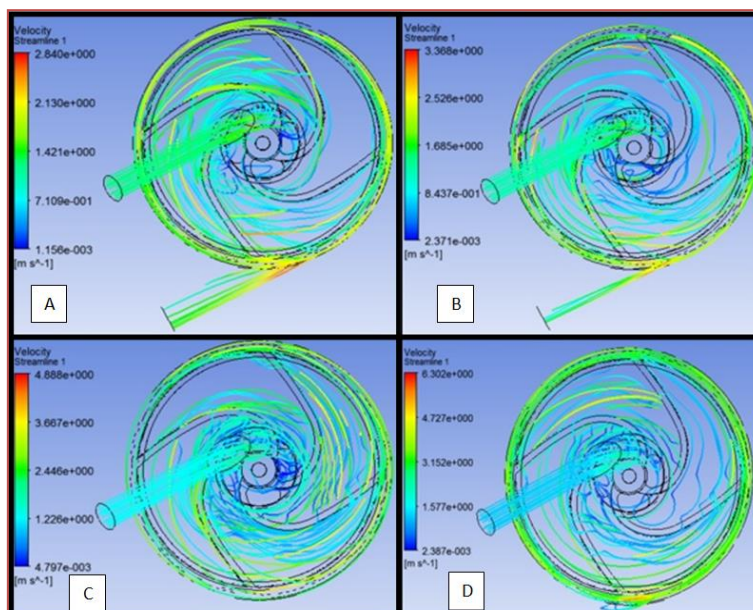 Velocity
Streamline 1
2.840e+000
2.130e+000
1.421e+000
7.109e-001
1.156e-003
[m s^-1]
A
Velocity
Streamline 1
3.368e+000
2.526e+000
1.685e+000
8.437e-001
2.371e-003
[m s^-1]
B
Velocity
Streamline 1
4.888e+000
3.667e+000
2.446e+000
1.226e+000
4.797e-003
[m s^-1]
C
Velocity
Streamline 1
6.302e+000
4.727e+000
3.152e+000
1.577e+000
2.387e-003
[m s^-1]
D